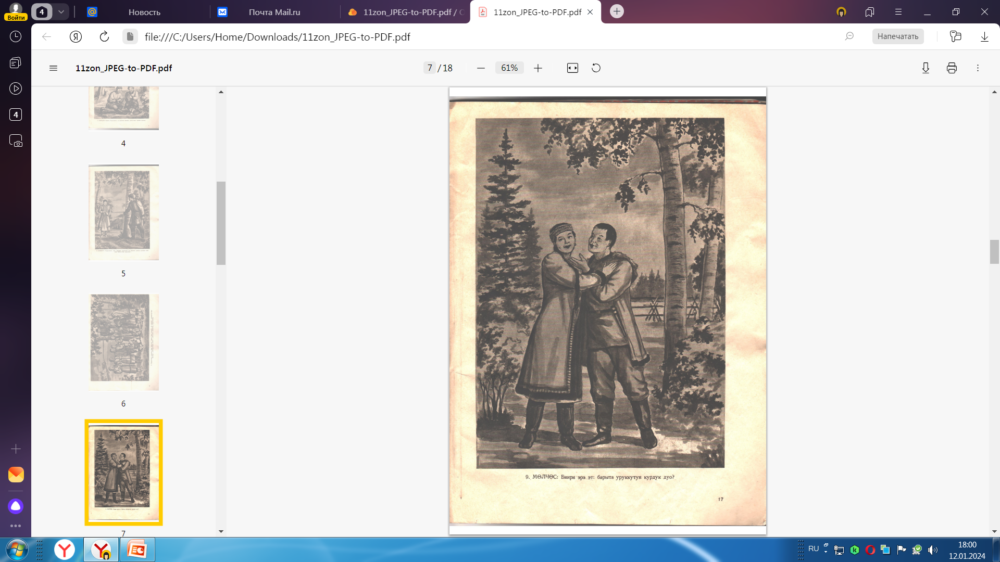 4
Новость
Почта Mail.ru
11zon_JPEG-to-PDF.pdf / О
11zon_JPEG-to-PDF.pdf
Войти
file:///C:/Users/Home/Downloads/11zon_JPEG-to-PDF.pdf
Напечатать
11zon_JPEG-to-PDF.pdf
7 / 18
61%
4
4
5
6
7
9. МӨЛЧӨС: Биири эрэ эт: барыта уруккутун курдук дуо?
17
RU
18:00
12.01.2024